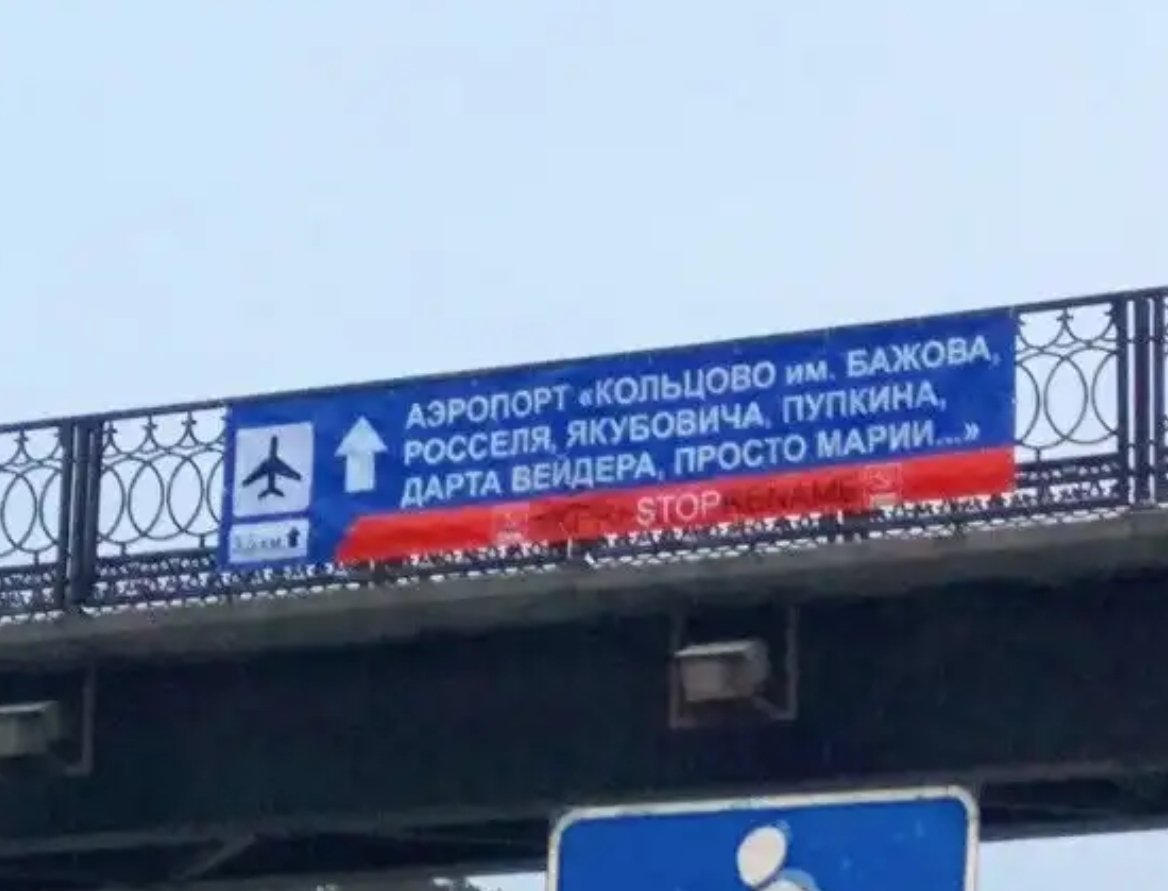 АЭРОПОРТ «КОЛЬЦОВО им. БАЖОВА,
РОССЕЛЯ, ЯКУБОВИЧА, ПУПКИНА,
ДАРТА ВЕЙДЕРА, ПРОСТО МАРИИ...»
STOP